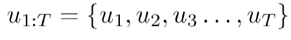 u_{1:T} = {u_1, u_2, u_3 ..., u_T}